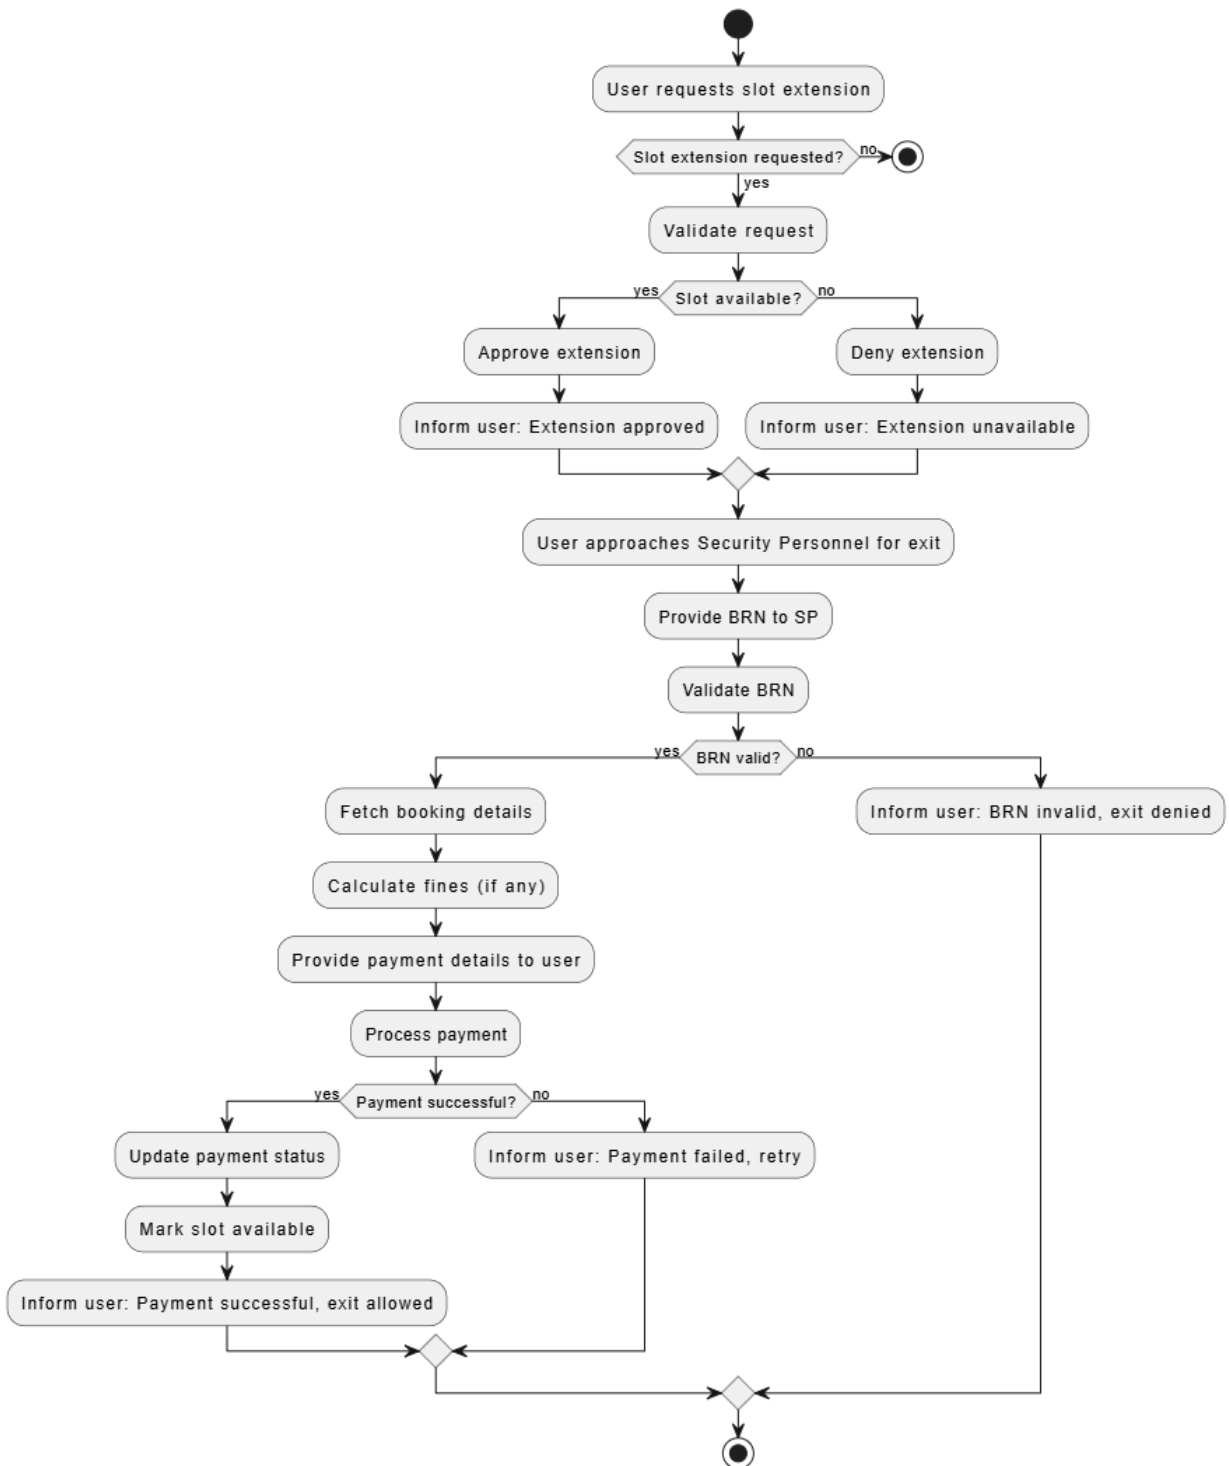 User requests slot extension
Slot extension requested?
no
yes
Validate request
yes
Slot available?
no
Approve extension
Deny extension
Inform user: Extension approved
Inform user: Extension unavailable
User approaches Security Personnel for exit
Provide BRN to SP
Validate BRN
yes
BRN valid?
no
Fetch booking details
Inform user: BRN invalid, exit denied
Calculate fines (if any)
Provide payment details to user
Process payment
yes
Payment successful?
no
Update payment status
Inform user: Payment failed, retry
Mark slot available
Inform user: Payment successful, exit allowed